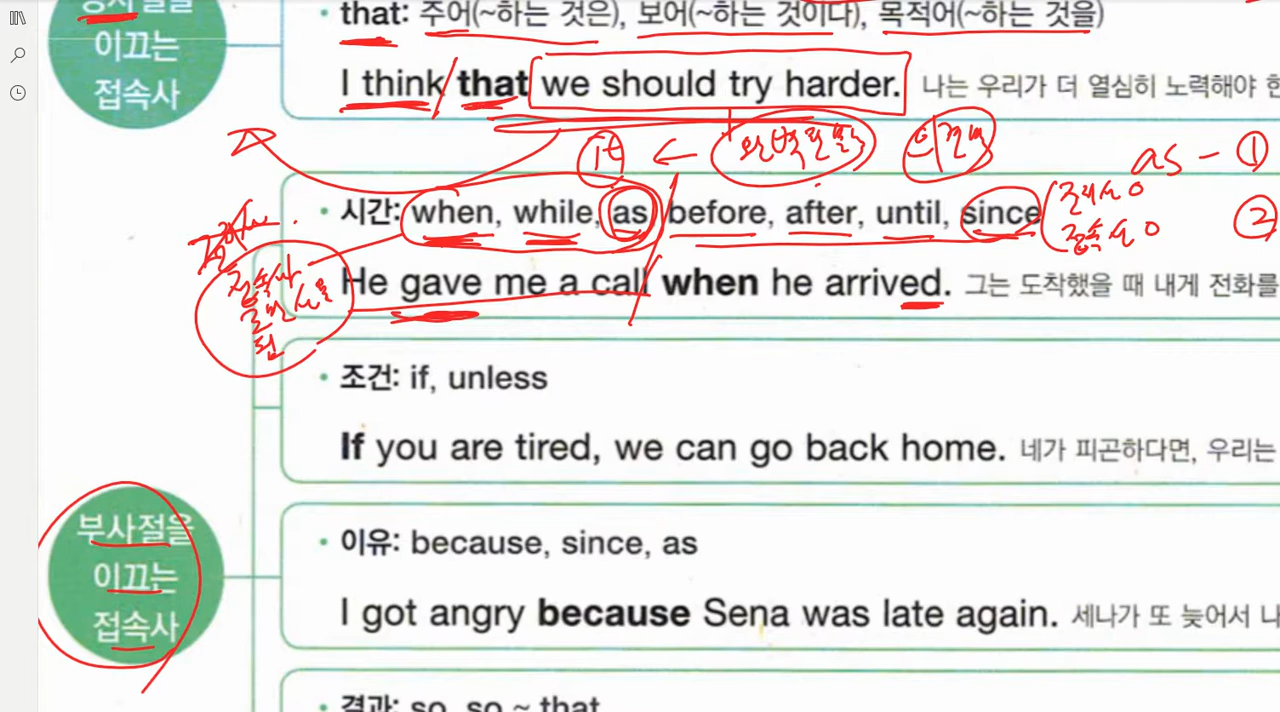 이끄는
접속사
• that: 주어(~하는 것은), 보어(~하는 것이다), 목적어(~하는 것을)
I think that we should try harder. 나는 우리가 더 열심히 노력해야 한
it ← 완벽한 문장
as - ①
• 시간: when, while, as before, after, until, since
전치사 O
접속사 O
②
He gave me a call when he arrived. 그는 도착했을 때 내게 전화를
접속사
• 조건: if, unless
If you are tired, we can go back home. 네가 피곤하다면, 우리는
부사절을
이끄는
접속사
• 이유: because, since, as
I got angry because Sena was late again. 세나가 또 늦어서 나
• 결과: so, so ~ that